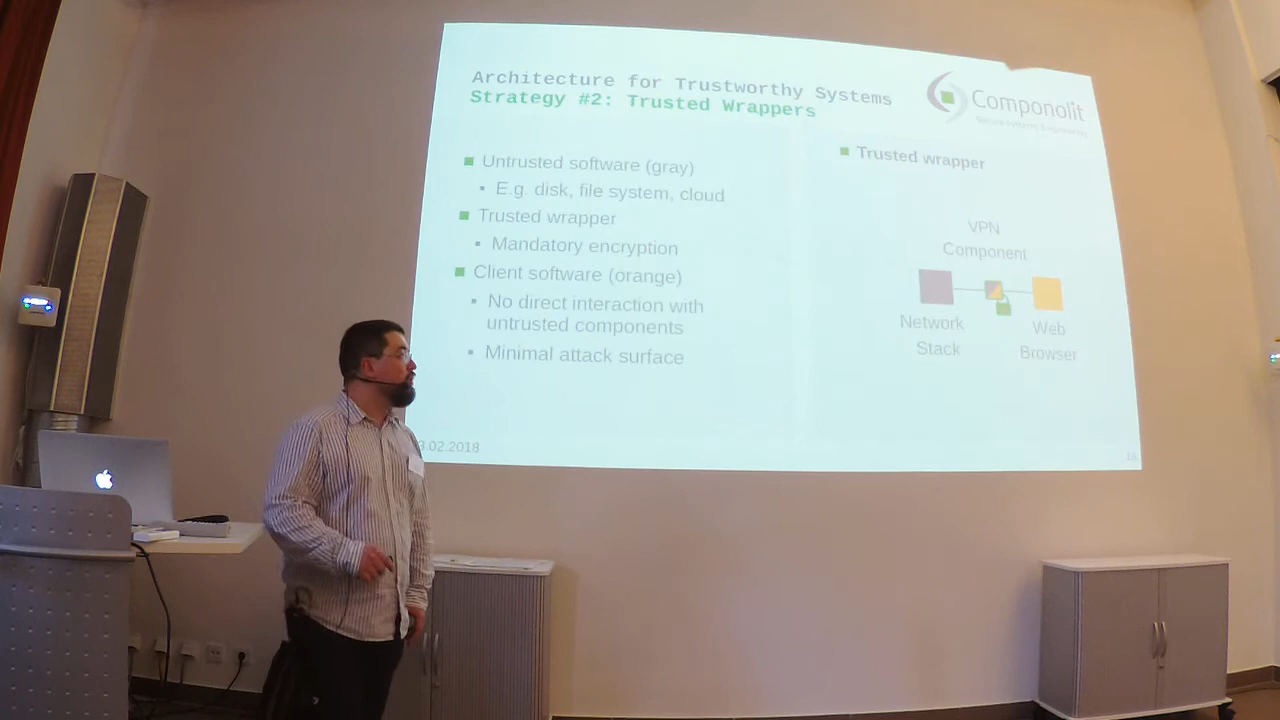 Architecture for Trustworthy Systems
Strategy #2: Trusted Wrappers
Componolit
Untrusted software (gray)
E.g. disk, file system, cloud
Trusted wrapper
Mandatory encryption
Client software (orange)
No direct interaction with
untrusted components
Minimal attack surface
Trusted wrapper
VPN
Component
Network
Stack
Web
Browser
3.02.2018